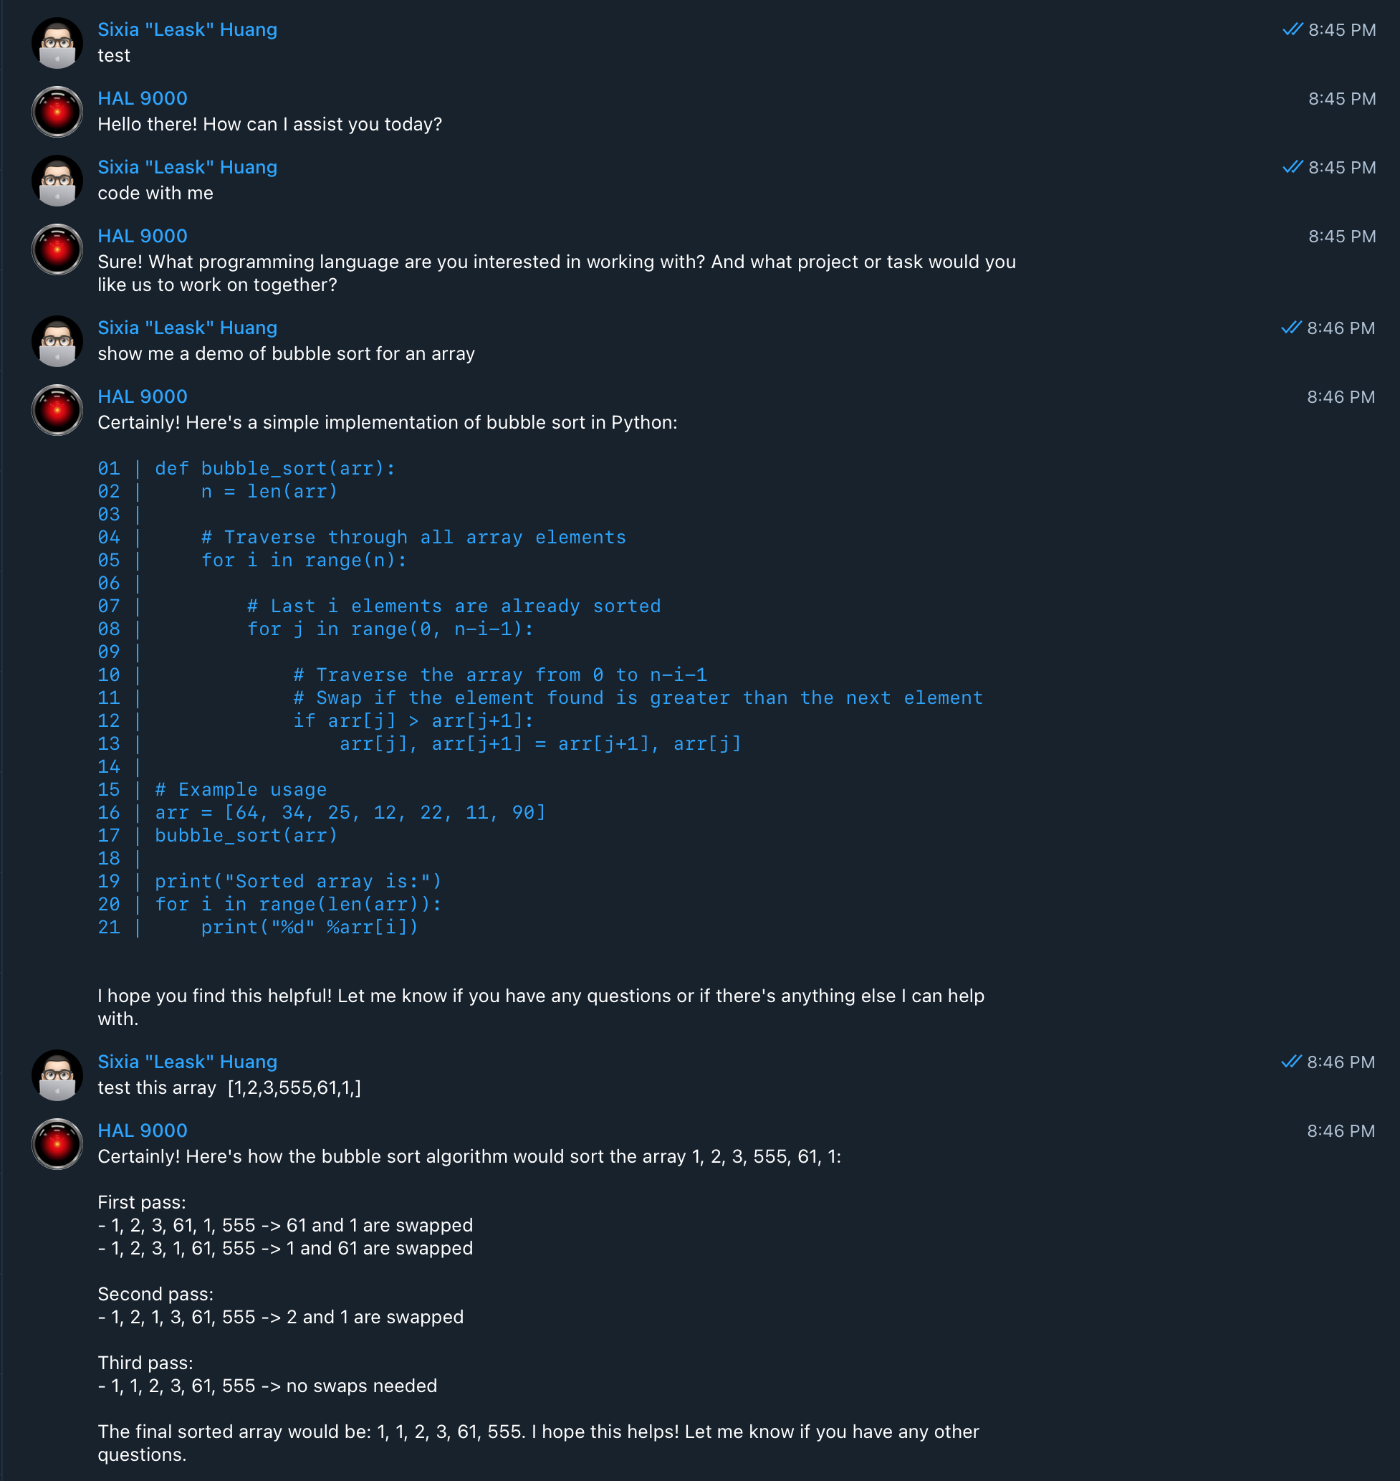 Sixia "Leask" Huang 8:45 PM
test
HAL 9000 8:45 PM
Hello there! How can I assist you today?
Sixia "Leask" Huang 8:45 PM
code with me
HAL 9000 8:45 PM
Sure! What programming language are you interested in working with? And what project or task would you
like us to work on together?
Sixia "Leask" Huang 8:46 PM
show me a demo of bubble sort for an array
HAL 9000 8:46 PM
Certainly! Here's a simple implementation of bubble sort in Python:
01 | def bubble_sort(arr):
02 |     n = len(arr)
03 |
04 |     # Traverse through all array elements
05 |     for i in range(n):
06 |
07 |         # Last i elements are already sorted
08 |         for j in range(0, n-i-1):
09 |
10 |             # Traverse the array from 0 to n-i-1
11 |             # Swap if the element found is greater than the next element
12 |             if arr[j] > arr[j+1]:
13 |                 arr[j], arr[j+1] = arr[j+1], arr[j]
14 |
15 | # Example usage
16 | arr = [64, 34, 25, 12, 22, 11, 90]
17 | bubble_sort(arr)
18 |
19 | print("Sorted array is:")
20 | for i in range(len(arr)):
21 |     print("%d" %arr[i])
I hope you find this helpful! Let me know if you have any questions or if there's anything else I can help
with.
Sixia "Leask" Huang 8:46 PM
test this array  [1,2,3,555,61,1,]
HAL 9000 8:46 PM
Certainly! Here's how the bubble sort algorithm would sort the array 1, 2, 3, 555, 61, 1:
First pass:
- 1, 2, 3, 61, 1, 555 -> 61 and 1 are swapped
- 1, 2, 3, 1, 61, 555 -> 1 and 61 are swapped
Second pass:
- 1, 2, 1, 3, 61, 555 -> 2 and 1 are swapped
Third pass:
- 1, 1, 2, 3, 61, 555 -> no swaps needed
The final sorted array would be: 1, 1, 2, 3, 61, 555. I hope this helps! Let me know if you have any other
questions.